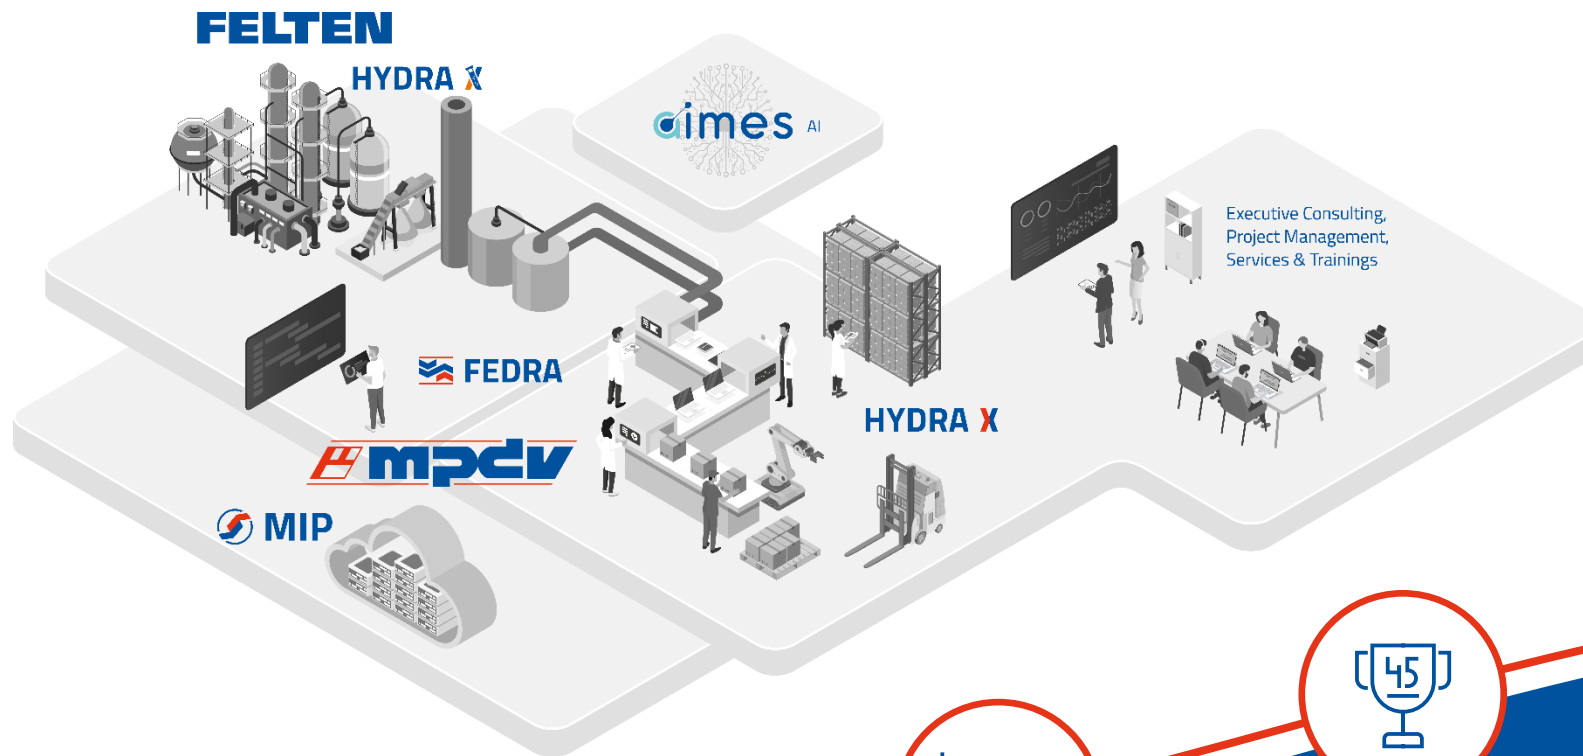 FELTEN
HYDRA X
aimes AI
Executive Consulting,
Project Management,
Services & Trainings
FEDRA
HYDRA X
mpdv
MIP
45